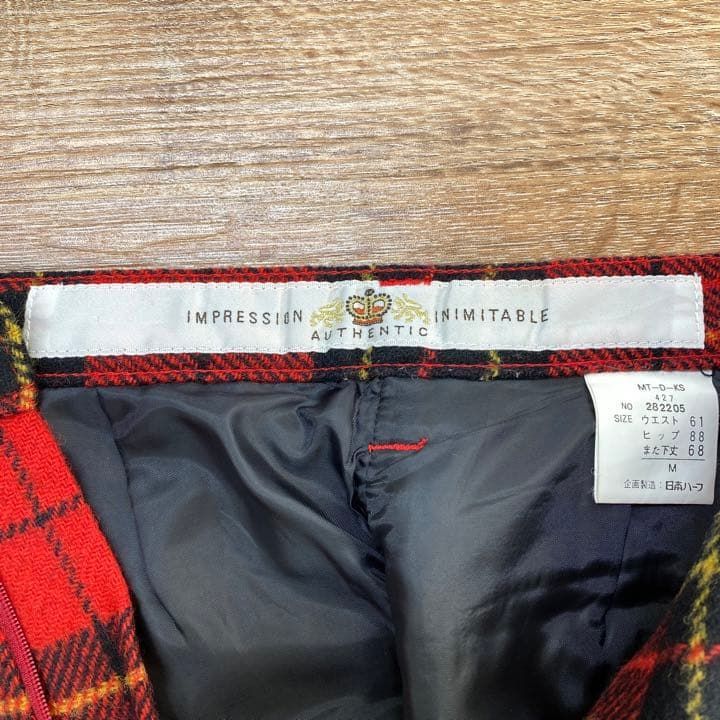 IMPRESSION INIMITABLE
AUTHENTIC
MT-D-KS
427
NO 282205
SIZE ウエスト 61
ヒップ 88
また下丈 68
M
企画製造：日本ハーフ